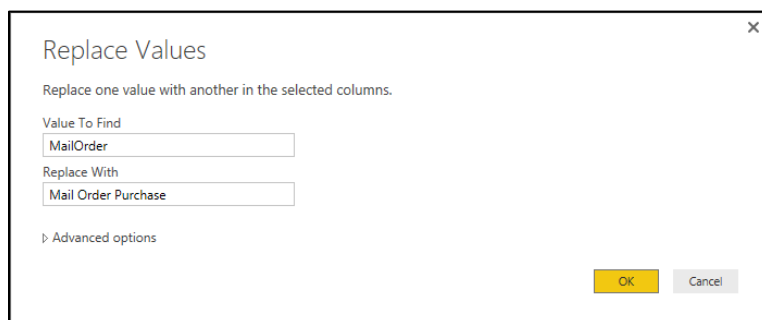 Replace Values
Replace one value with another in the selected columns.
Value To Find
MailOrder
Replace With
Mail Order Purchase
Advanced options
OK Cancel